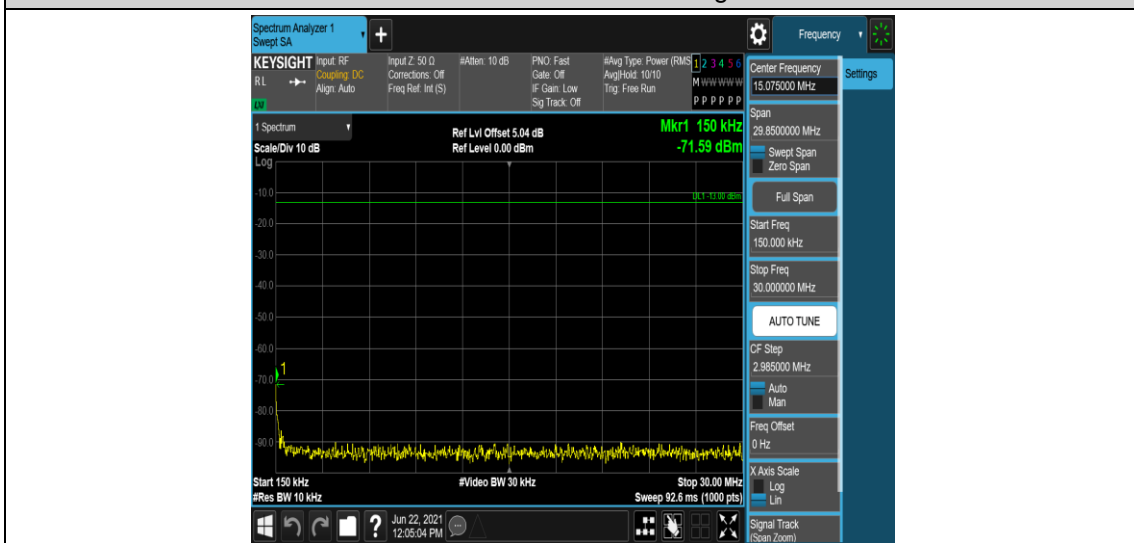 Spectrum Analyzer 1
Swept SA
+
Frequency
KEYSIGHT
RL
LXI
Input: RF
Coupling: DC
Align: Auto
Input Z: 50 Ω
Corrections: Off
Freq Ref: Int (S)
#Atten: 10 dB
PNO: Fast
Gate: Off
IF Gain: Low
Sig Track: Off
#Avg Type: Power (RMS
Avg|Hold: 10/10
Trig: Free Run
1 2 3 4 5 6
M W W W W W
P P P P P P
Center Frequency
15.075000 MHz
Settings
1 Spectrum
Scale/Div 10 dB
Ref Lvl Offset 5.04 dB
Ref Level 0.00 dBm
Mkr1 150 kHz
-71.59 dBm
Log
DL1 -13.00 dBm
-10.0
-20.0
-30.0
-40.0
-50.0
-60.0
1
-70.0
-80.0
-90.0
Start 150 kHz
#Res BW 10 kHz
#Video BW 30 kHz
Stop 30.00 MHz
Sweep 92.6 ms (1000 pts)
Span
29.8500000 MHz
Swept Span
Zero Span
Full Span
Start Freq
150.000 kHz
Stop Freq
30.000000 MHz
AUTO TUNE
CF Step
2.985000 MHz
Auto
Man
Freq Offset
0 Hz
X Axis Scale
Log
Lin
Signal Track
(Span Zoom)
?
Jun 22, 2021
12:05:04 PM